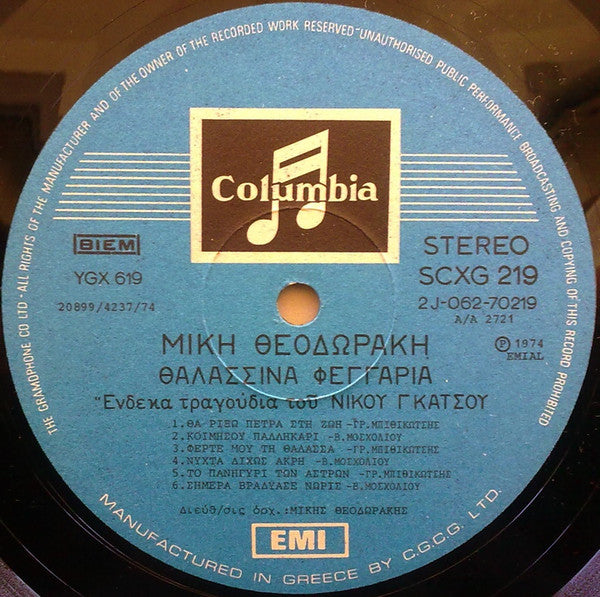 THE GRAMOPHONE CO LTD · ALL RIGHTS OF THE MANUFACTURER AND OF THE OWNER OF THE RECORDED WORK RESERVED - UNAUTHORISED PUBLIC PERFORMANCE BROADCASTING AND COPYING OF THIS RECORD PROHIBITED
Columbia
BIEM
STEREO
YGX 619
SCXG 219
20899/4237/74
2J-062-70219
A/A 2721
ΜΙΚΗ ΘΕΟΔΩΡΑΚΗ
Ⓟ 1974
EMIAL
ΘΑΛΑΣΣΙΝΑ ΦΕΓΓΑΡΙΑ
"Ενδεκα τραγούδια τοῦ ΝΙΚΟΥ ΓΚΑΤΣΟΥ
1.ΘΑ ΡΙΞΩ ΠΕΤΡΑ ΣΤΗ ΖΩΗ -ΓΡ.ΜΠΙΘΙΚΩΤΣΗΣ
2.ΚΟΙΜΗΣΟΥ ΠΑΛΛΗΚΑΡΙ -Β.ΜΟΣΧΟΛΙΟΥ
3.ΦΕΡΤΕ ΜΟΥ ΤΗ ΘΑΛΑΣΣΑ -ΓΡ.ΜΠΙΘΙΚΩΤΣΗΣ
4.ΝΥΧΤΑ ΔΙΧΩΣ ΑΚΡΗ -Β.ΜΟΣΧΟΛΙΟΥ
5.ΤΟ ΠΑΝΗΓΥΡΙ ΤΩΝ ΑΣΤΡΩΝ -ΓΡ.ΜΠΙΘΙΚΩΤΣΗΣ
6.ΣΗΜΕΡΑ ΒΡΑΔΥΑΣΕ ΝΩΡΙΣ -Β.ΜΟΣΧΟΛΙΟΥ
Διευθ/σις ὀρχ.:ΜΙΚΗΣ ΘΕΟΔΩΡΑΚΗΣ
EMI
MANUFACTURED IN GREECE BY C.G.C.G. LTD.